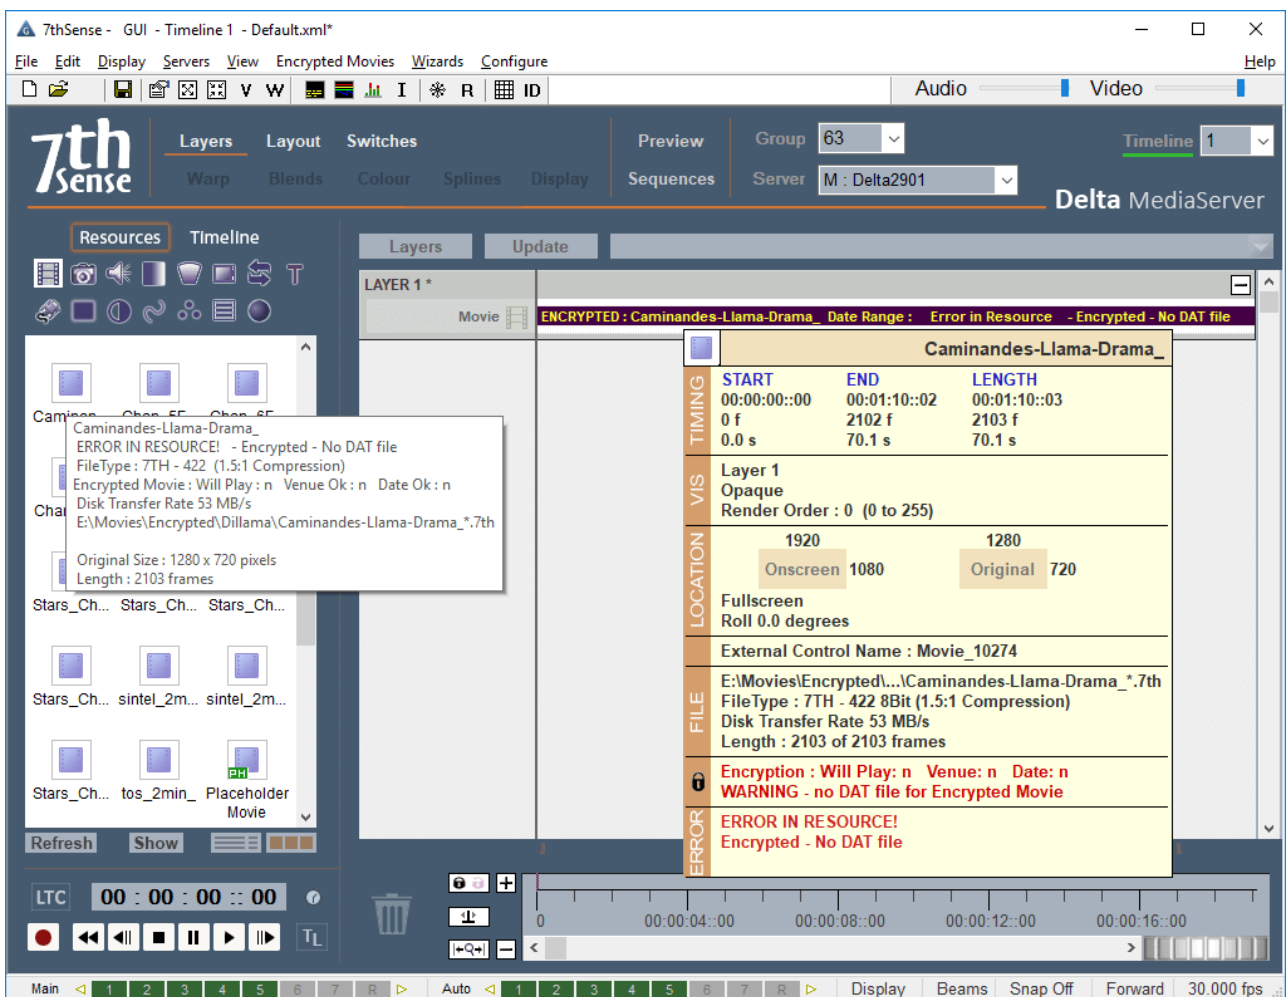 7thSense - GUI - Timeline 1 - Default.xml*
File Edit Display Servers View Encrypted Movies Wizards Configure Help
V W I R ID Audio Video
7th Sense
Layers Layout Switches Preview Group 63 Timeline 1
Warp Blends Colour Splines Display Sequences Server M : Delta2901
Delta MediaServer
Resources Timeline
Layers Update
T
LAYER 1 *
Movie
ENCRYPTED : Caminandes-Llama-Drama_ Date Range : Error in Resource - Encrypted - No DAT file
Caminandes-Llama-Drama_
TIMING
START END LENGTH
00:00:00::00 00:01:10::02 00:01:10::03
0 f 2102 f 2103 f
0.0 s 70.1 s 70.1 s
VIS
Layer 1
Opaque
Render Order : 0 (0 to 255)
LOCATION
1920 1280
Onscreen 1080 Original 720
Fullscreen
Roll 0.0 degrees
External Control Name : Movie_10274
FILE
E:\Movies\Encrypted\...\Caminandes-Llama-Drama_*.7th
FileType : 7TH - 422 8Bit (1.5:1 Compression)
Disk Transfer Rate 53 MB/s
Length : 2103 of 2103 frames
Encryption : Will Play: n Venue: n Date: n
WARNING - no DAT file for Encrypted Movie
ERROR
ERROR IN RESOURCE!
Encrypted - No DAT file
Caminandes-Llama-Drama_
ERROR IN RESOURCE! - Encrypted - No DAT file
FileType : 7TH - 422 (1.5:1 Compression)
Encrypted Movie : Will Play : n Venue Ok : n Date Ok : n
Disk Transfer Rate 53 MB/s
E:\Movies\Encrypted\Dillama\Caminandes-Llama-Drama_*.7th
Original Size : 1280 x 720 pixels
Length : 2103 frames
Stars_Ch... Stars_Ch... Stars_Ch...
Stars_Ch... sintel_2m... sintel_2m...
PH
Stars_Ch... tos_2min_ Placeholder
Movie
Refresh Show
LTC 00 : 00 : 00 :: 00
TL
0 00:00:04::00 00:00:08::00 00:00:12::00 00:00:16::00
Main 1 2 3 4 5 6 7 R Auto 1 2 3 4 5 6 7 R Display Beams Snap Off Forward 30.000 fps